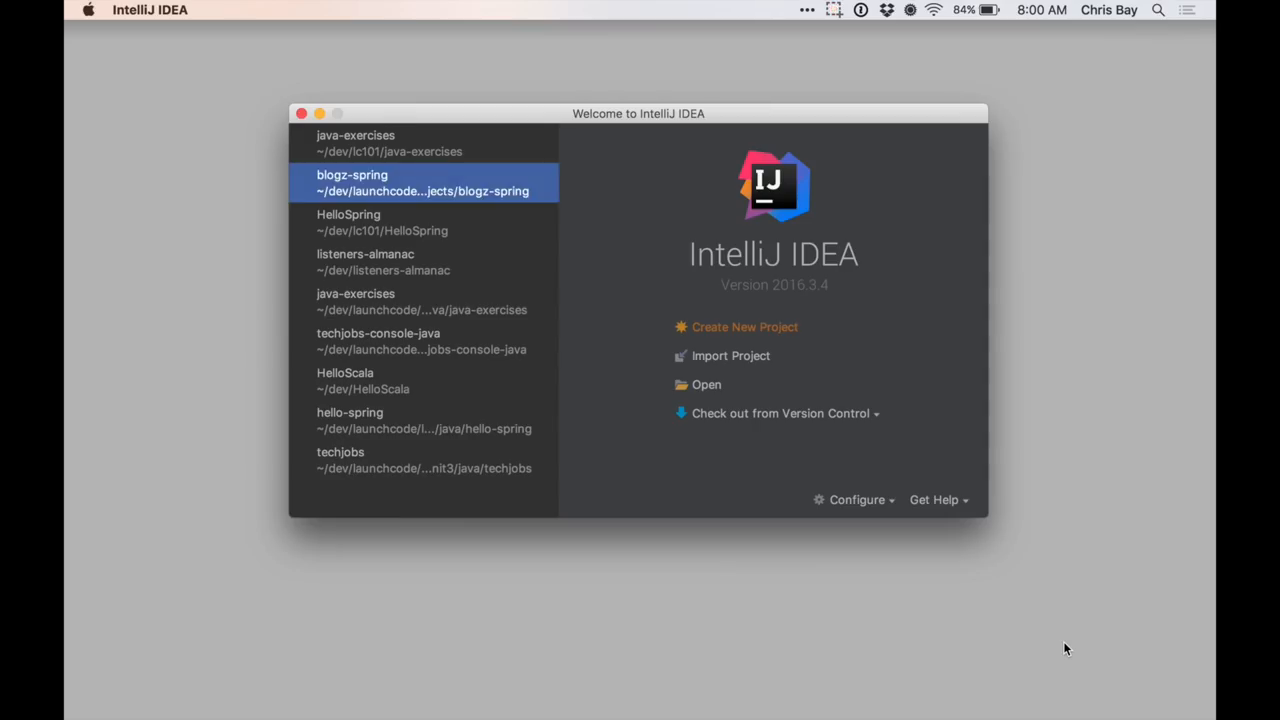 IntelliJ IDEA
84%
8:00 AM
Chris Bay
Welcome to IntelliJ IDEA
java-exercises
~/dev/lc101/java-exercises
blogz-spring
~/dev/launchcode...jects/blogz-spring
HelloSpring
~/dev/lc101/HelloSpring
listeners-almanac
~/dev/listeners-almanac
java-exercises
~/dev/launchcode/...va/java-exercises
techjobs-console-java
~/dev/launchcode...jobs-console-java
HelloScala
~/dev/HelloScala
hello-spring
~/dev/launchcode/l.../java/hello-spring
techjobs
~/dev/launchcode/...nit3/java/techjobs
IJ
IntelliJ IDEA
Version 2016.3.4
Create New Project
Import Project
Open
Check out from Version Control
Configure
Get Help